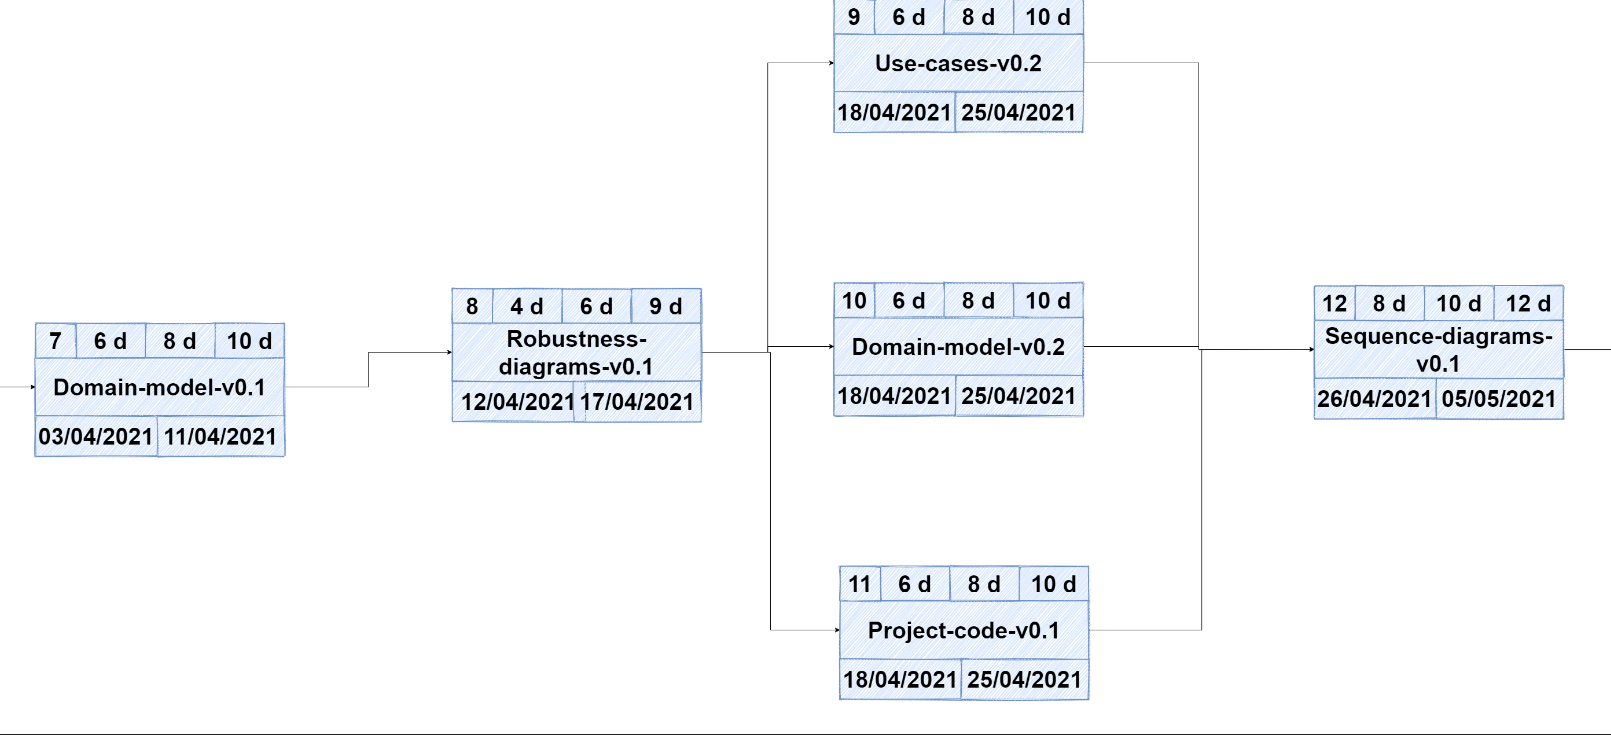 9 6 d 8 d 10 d
Use-cases-v0.2
18/04/2021 25/04/2021
7 6 d 8 d 10 d
Domain-model-v0.1
03/04/2021 11/04/2021
8 4 d 6 d 9 d
Robustness-
diagrams-v0.1
12/04/2021 17/04/2021
10 6 d 8 d 10 d
Domain-model-v0.2
18/04/2021 25/04/2021
12 8 d 10 d 12 d
Sequence-diagrams-
v0.1
26/04/2021 05/05/2021
11 6 d 8 d 10 d
Project-code-v0.1
18/04/2021 25/04/2021